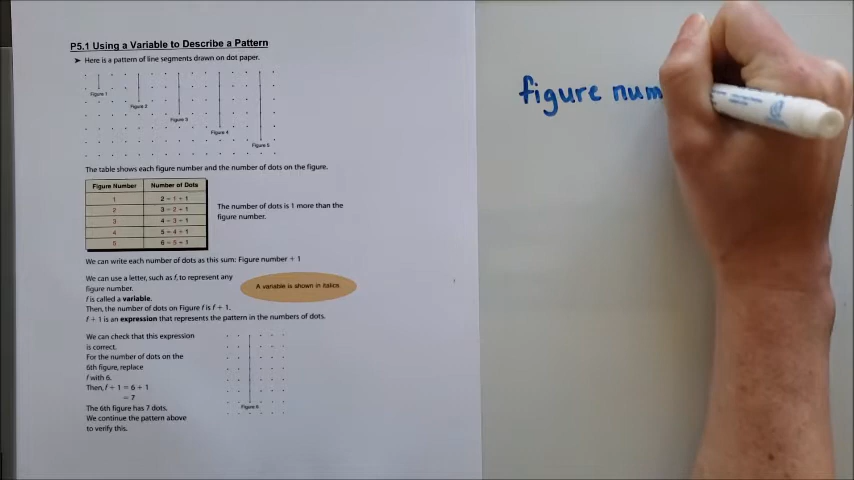 P5.1 Using a Variable to Describe a Pattern
➤ Here is a pattern of line segments drawn on dot paper.
Figure 1
Figure 2
Figure 3
Figure 4
Figure 5
The table shows each figure number and the number of dots on the figure.
Figure Number Number of Dots
1 2 = 1 + 1
2 3 = 2 + 1
3 4 = 3 + 1
4 5 = 4 + 1
5 6 = 5 + 1
The number of dots is 1 more than the
figure number.
We can write each number of dots as this sum: Figure number + 1
We can use a letter, such as f, to represent any
figure number.
f is called a variable.
Then, the number of dots on Figure f is f + 1.
f + 1 is an expression that represents the pattern in the numbers of dots.
A variable is shown in italics.
We can check that this expression
is correct.
For the number of dots on the
6th figure, replace
f with 6.
Then, f + 1 = 6 + 1
= 7
The 6th figure has 7 dots.
We continue the pattern above
to verify this.
Figure 6
figure num